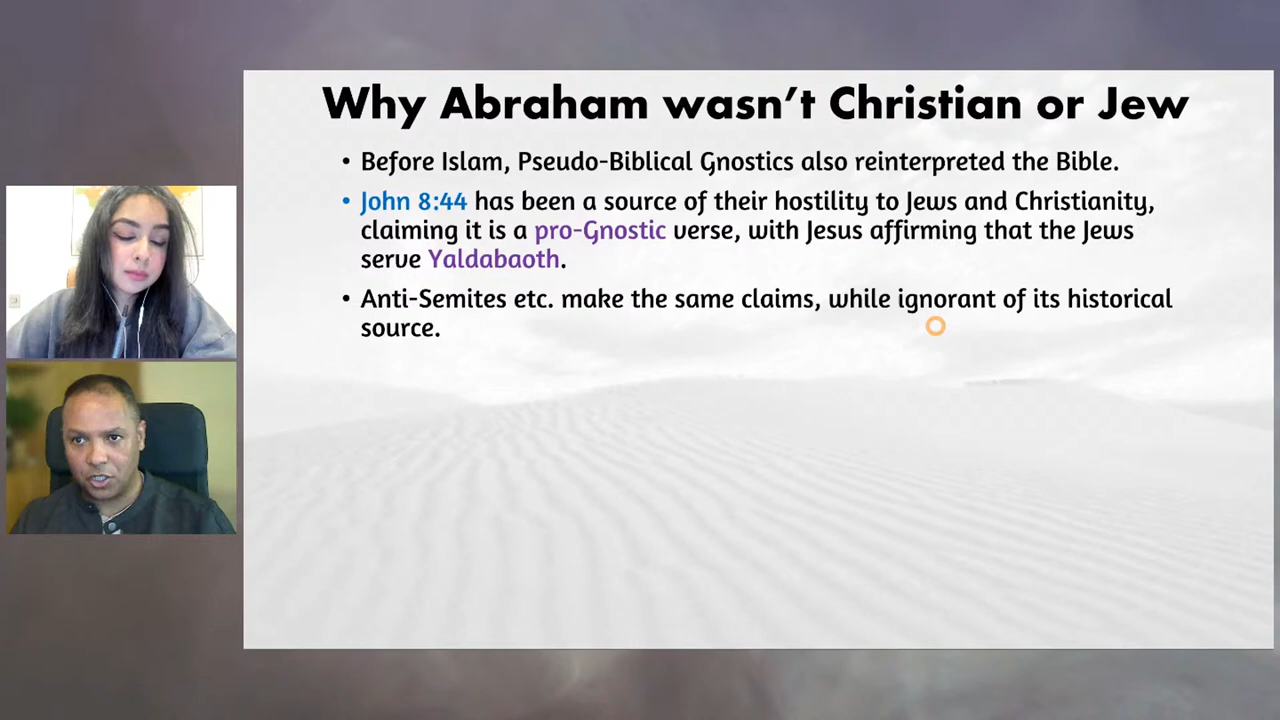 Why Abraham wasn't Christian or Jew
• Before Islam, Pseudo-Biblical Gnostics also reinterpreted the Bible.
• John 8:44 has been a source of their hostility to Jews and Christianity,
claiming it is a pro-Gnostic verse, with Jesus affirming that the Jews
serve Yaldabaoth.
• Anti-Semites etc. make the same claims, while ignorant of its historical
source.